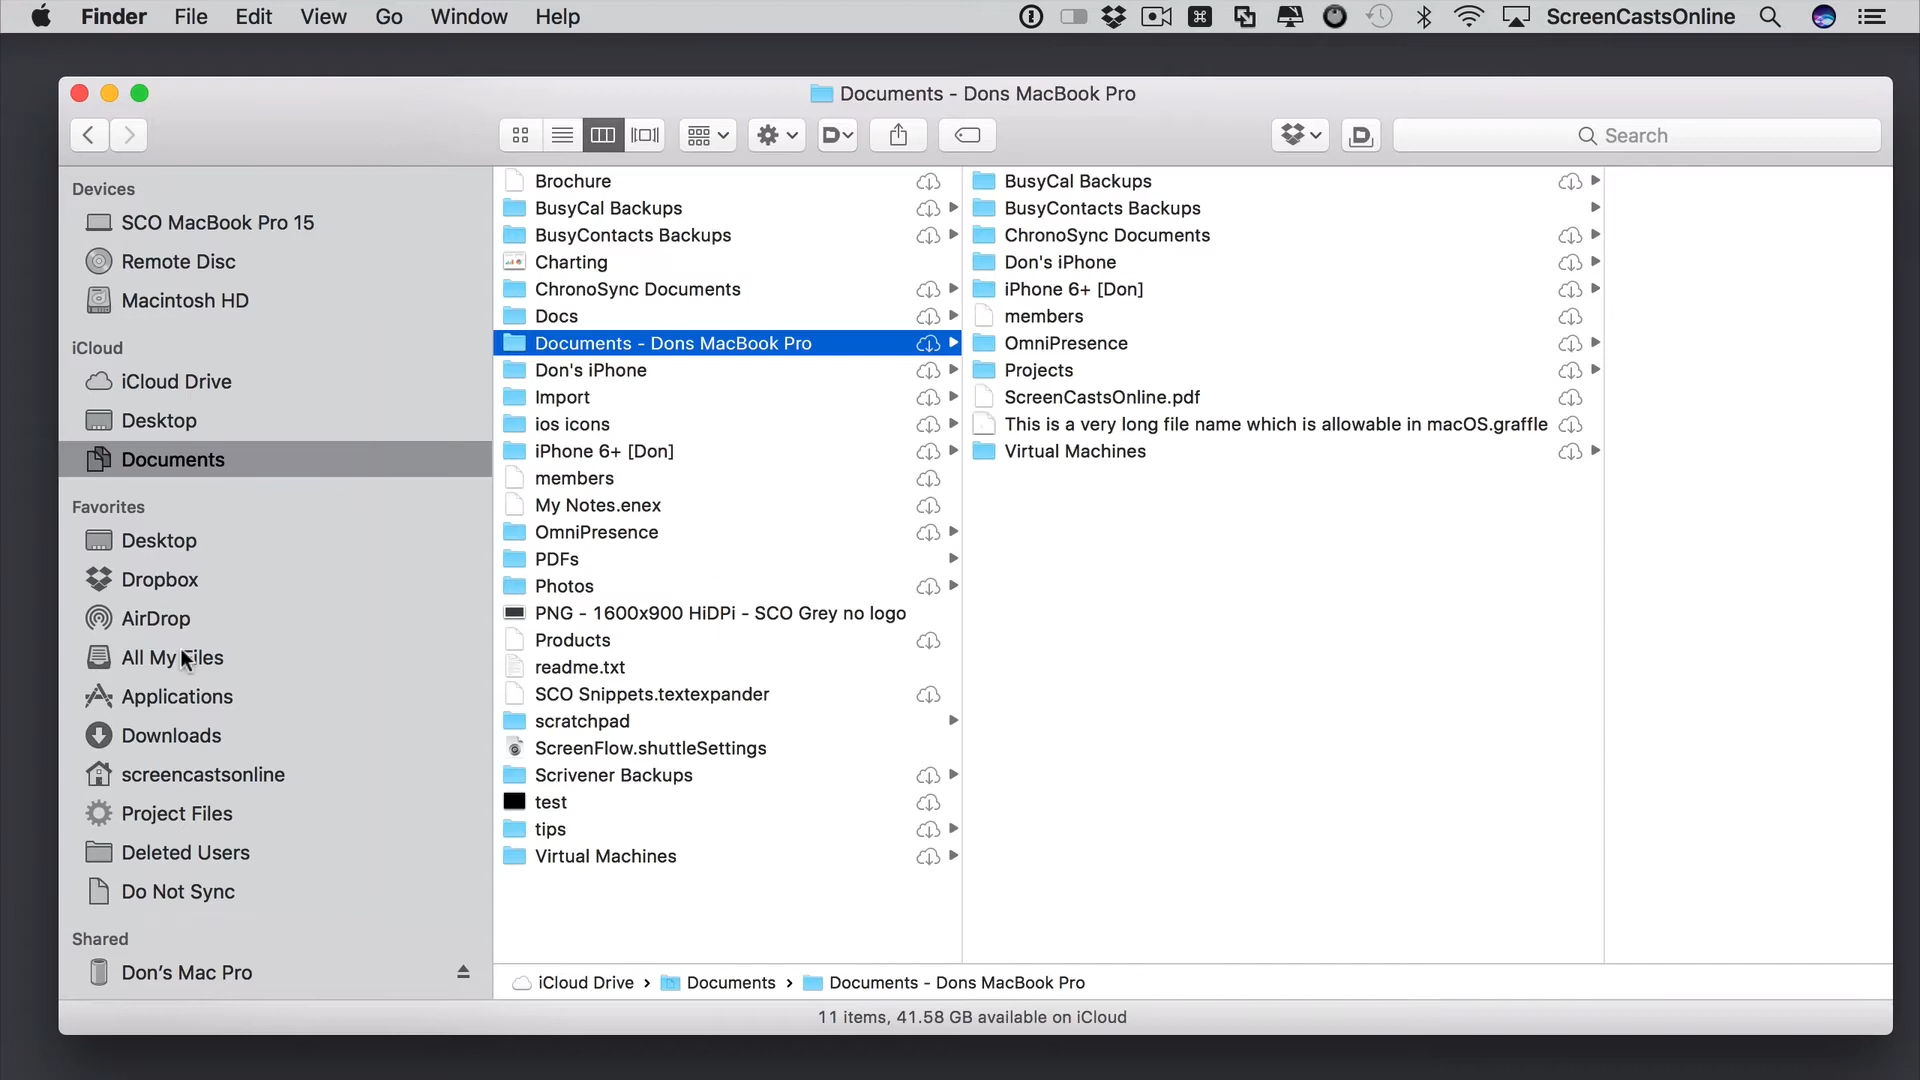 Finder File Edit View Go Window Help ScreenCastsOnline
Documents - Dons MacBook Pro
Search
Devices
SCO MacBook Pro 15
Remote Disc
Macintosh HD
iCloud
iCloud Drive
Desktop
Documents
Favorites
Desktop
Dropbox
AirDrop
All My Files
Applications
Downloads
screencastsonline
Project Files
Deleted Users
Do Not Sync
Shared
Don's Mac Pro
Brochure
BusyCal Backups
BusyContacts Backups
Charting
ChronoSync Documents
Docs
Documents - Dons MacBook Pro
Don's iPhone
Import
ios icons
iPhone 6+ [Don]
members
My Notes.enex
OmniPresence
PDFs
Photos
PNG - 1600x900 HiDPi - SCO Grey no logo
Products
readme.txt
SCO Snippets.textexpander
scratchpad
ScreenFlow.shuttleSettings
Scrivener Backups
test
tips
Virtual Machines
BusyCal Backups
BusyContacts Backups
ChronoSync Documents
Don's iPhone
iPhone 6+ [Don]
members
OmniPresence
Projects
ScreenCastsOnline.pdf
This is a very long file name which is allowable in macOS.graffle
Virtual Machines
iCloud Drive › Documents › Documents - Dons MacBook Pro
11 items, 41.58 GB available on iCloud